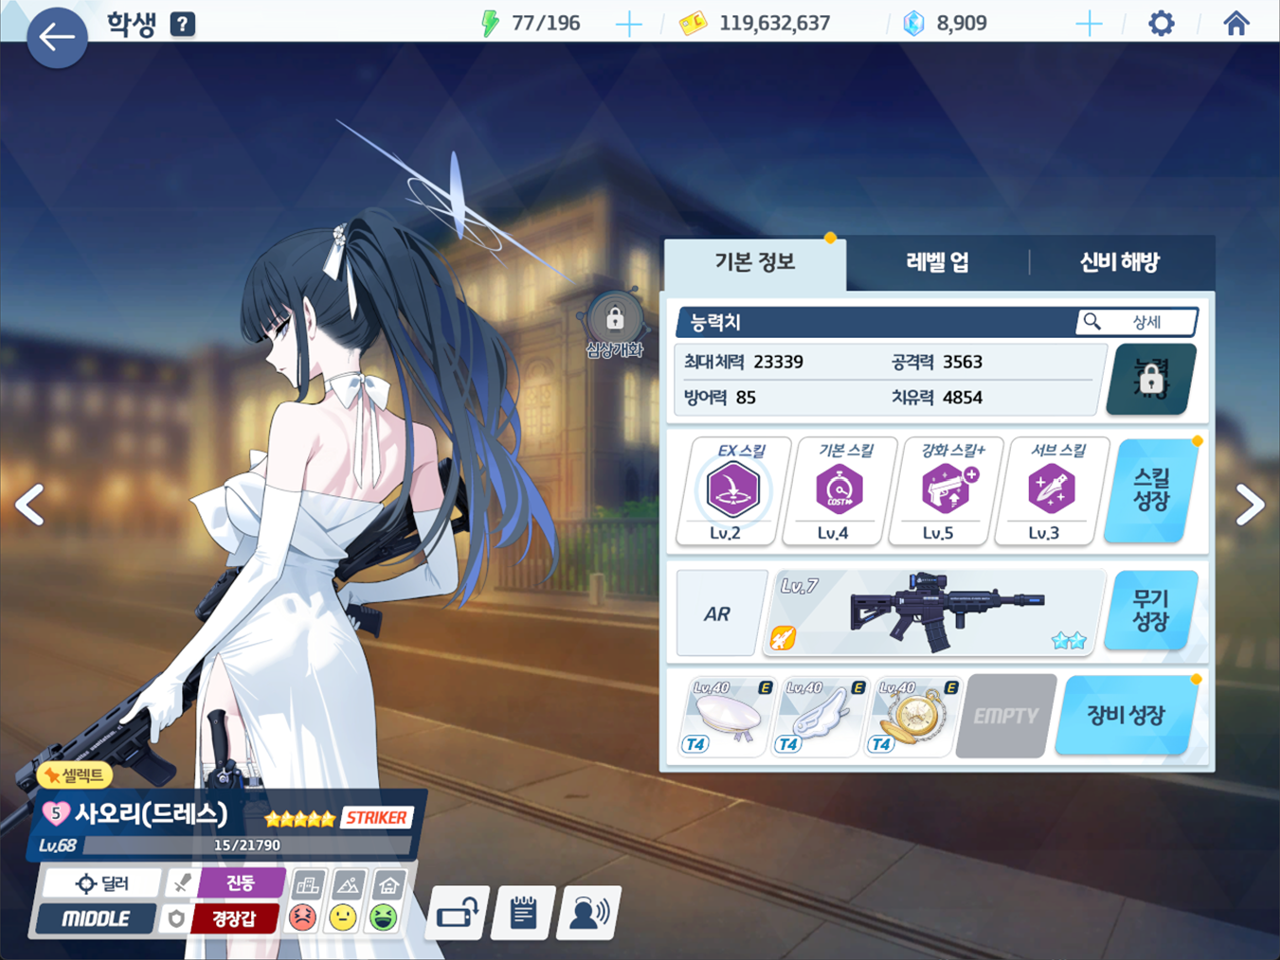 학생 ?
77/196
119,632,637
8,909
기본 정보
레벨 업
신비 해방
심상개화
능력치
상세
최대 체력 23339
공격력 3563
방어력 85
치유력 4854
EX 스킬
기본 스킬
강화 스킬+
서브 스킬
COST
Lv.2
Lv.4
Lv.5
Lv.3
스킬
성장
AR
Lv.7
무기
성장
Lv.40 E
Lv.40 E
Lv.40 E
T4
T4
T4
EMPTY
장비 성장
셀렉트
5 사오리(드레스)
STRIKER
Lv.68
15/21790
딜러
진동
MIDDLE
경장갑